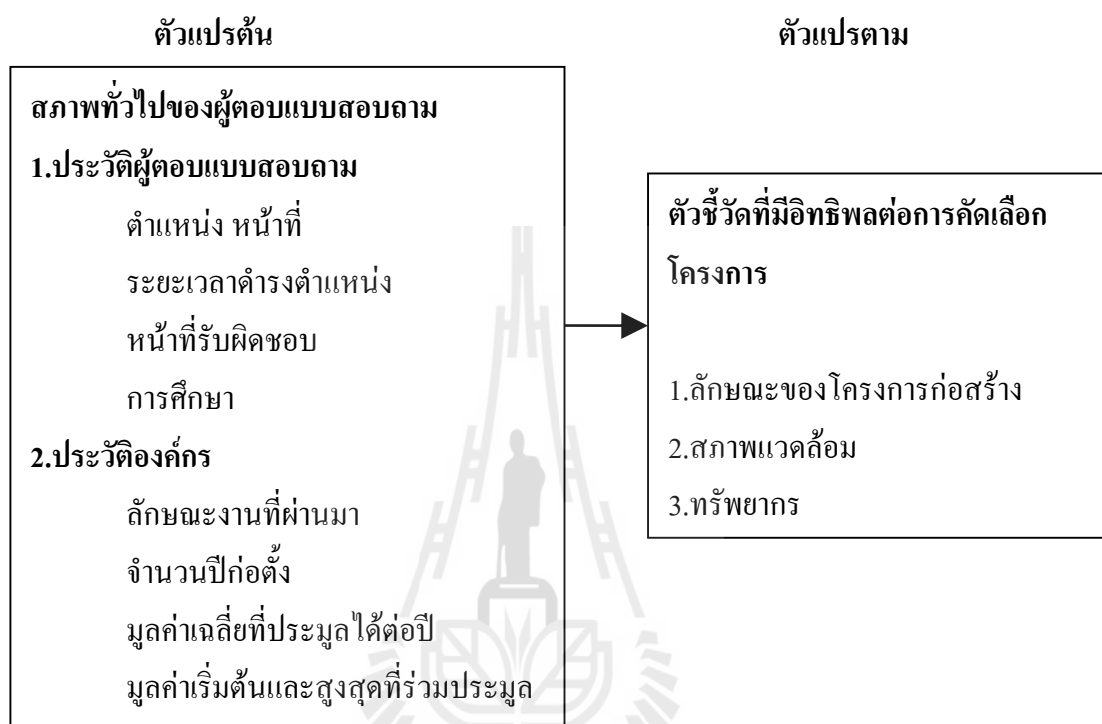 ตัวแปรต้น
ตัวแปรตาม
สภาพทั่วไปของผู้ตอบแบบสอบถาม
1.ประวัติผู้ตอบแบบสอบถาม
ตำแหน่ง หน้าที่
ระยะเวลาดำรงตำแหน่ง
หน้าที่รับผิดชอบ
การศึกษา
2.ประวัติองค์กร
ลักษณะงานที่ผ่านมา
จำนวนปีก่อตั้ง
มูลค่าเฉลี่ยที่ประมูลได้ต่อปี
มูลค่าเริ่มต้นและสูงสุดที่ร่วมประมูล
ตัวชี้วัดที่มีอิทธิพลต่อการคัดเลือก
โครงการ
1.ลักษณะของโครงการก่อสร้าง
2.สภาพแวดล้อม
3.ทรัพยากร